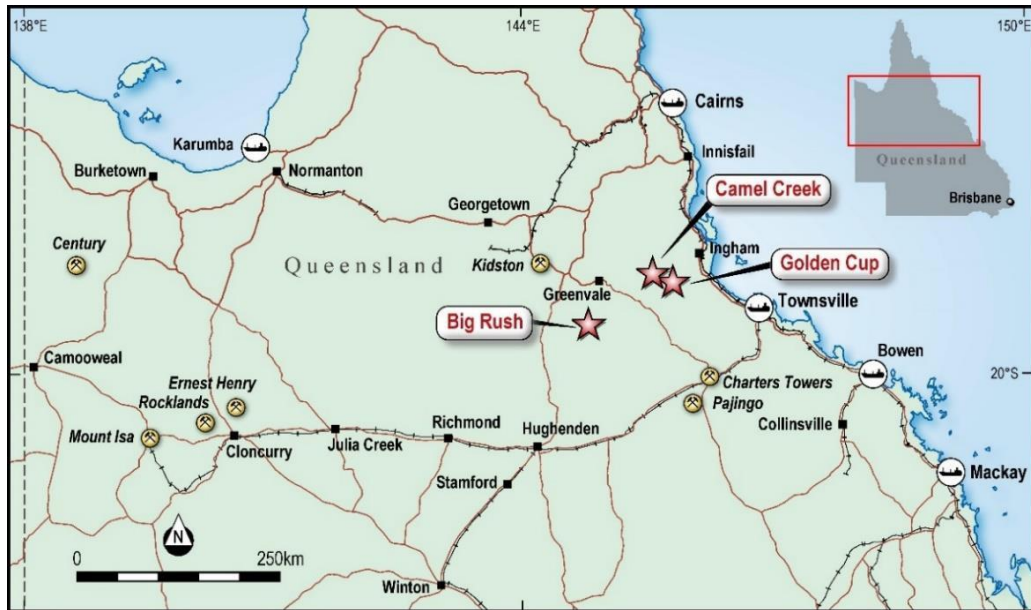 138°E
144°E
150°E
Cairns
Karumba
Innisfail
Burketown
Normanton
Camel Creek
Queensland
Brisbane
Georgetown
Century
Ingham
Queensland
Kidston
Golden Cup
Greenvale
Townsville
Big Rush
Camooweal
Bowen
20°S
Ernest Henry
Charters Towers
Rocklands
Pajingo
Mount Isa
Cloncurry
Julia Creek
Richmond
Hughenden
Collinsville
Stamford
Mackay
N
0
250km
Winton